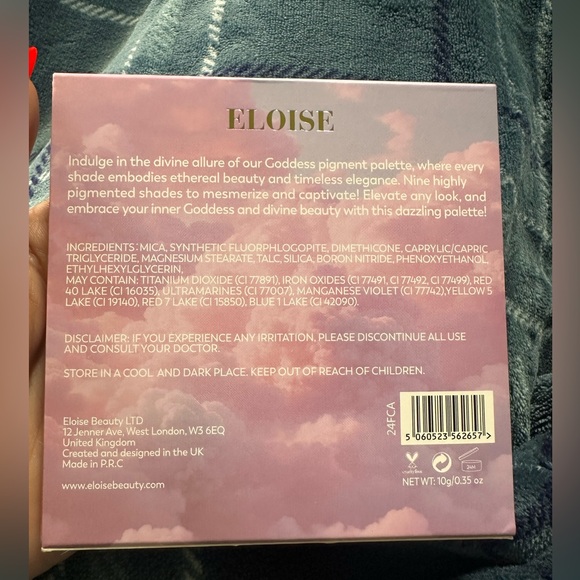 ELOISE
Indulge in the divine allure of our Goddess pigment palette, where every
shade embodies ethereal beauty and timeless elegance. Nine highly
pigmented shades to mesmerize and captivate! Elevate any look, and
embrace your inner Goddess and divine beauty with this dazzling palette!
INGREDIENTS: MICA, SYNTHETIC FLUORPHLOGOPITE, DIMETHICONE, CAPRYLIC/CAPRIC
TRIGLYCERIDE, MAGNESIUM STEARATE, TALC, SILICA, BORON NITRIDE, PHENOXYETHANOL,
ETHYLHEXYLGLYCERIN.
MAY CONTAIN: TITANIUM DIOXIDE (CI 77891), IRON OXIDES (CI 77491, CI 77492, CI 77499), RED
40 LAKE (CI 16035), ULTRAMARINES (CI 77007), MANGANESE VIOLET (CI 77742),YELLOW 5
LAKE (CI 19140), RED 7 LAKE (CI 15850), BLUE 1 LAKE (CI 42090).
DISCLAIMER: IF YOU EXPERIENCE ANY IRRITATION. PLEASE DISCONTINUE ALL USE
AND CONSULT YOUR DOCTOR.
STORE IN A COOL AND DARK PLACE. KEEP OUT OF REACH OF CHILDREN.
Eloise Beauty LTD
12 Jenner Ave, West London, W3 6EQ
United Kingdom
Created and designed in the UK
Made in P.R.C
www.eloisebeauty.com
24FCA
5 060523 562657 >
cruelty free
24M
NET WT: 10g/0.35 oz